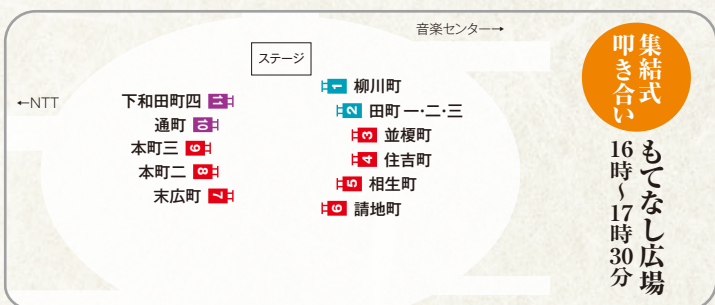 音楽センター→
ステージ
←NTT
1 柳川町
2 田町 一・二・三
3 並榎町
4 住吉町
5 相生町
6 請地町
下和田町四 11
通町 10
本町三 9
本町二 8
末広町 7
集結式
叩き合い
もてなし広場
16時～17時30分